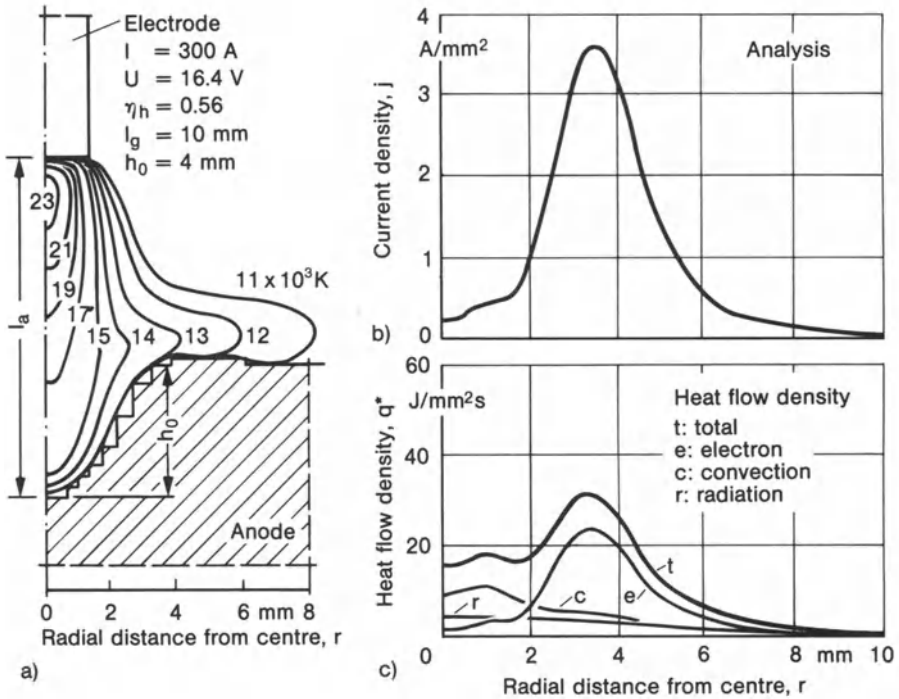 Electrode
I = 300 A
U = 16.4 V
ηh = 0.56
lg = 10 mm
h0 = 4 mm
23
21
19
17
15
14
13
12
11 x 10³K
la
h0
Anode
0 2 4 6 mm 8
Radial distance from centre, r
a)
4
A/mm²
3
2
1
0
Current density, j
Analysis
b)
60
J/mm²s
40
20
0
Heat flow density, q*
Heat flow density
t: total
e: electron
c: convection
r: radiation
r
c
e
t
0 2 4 6 8 mm 10
Radial distance from centre, r
c)